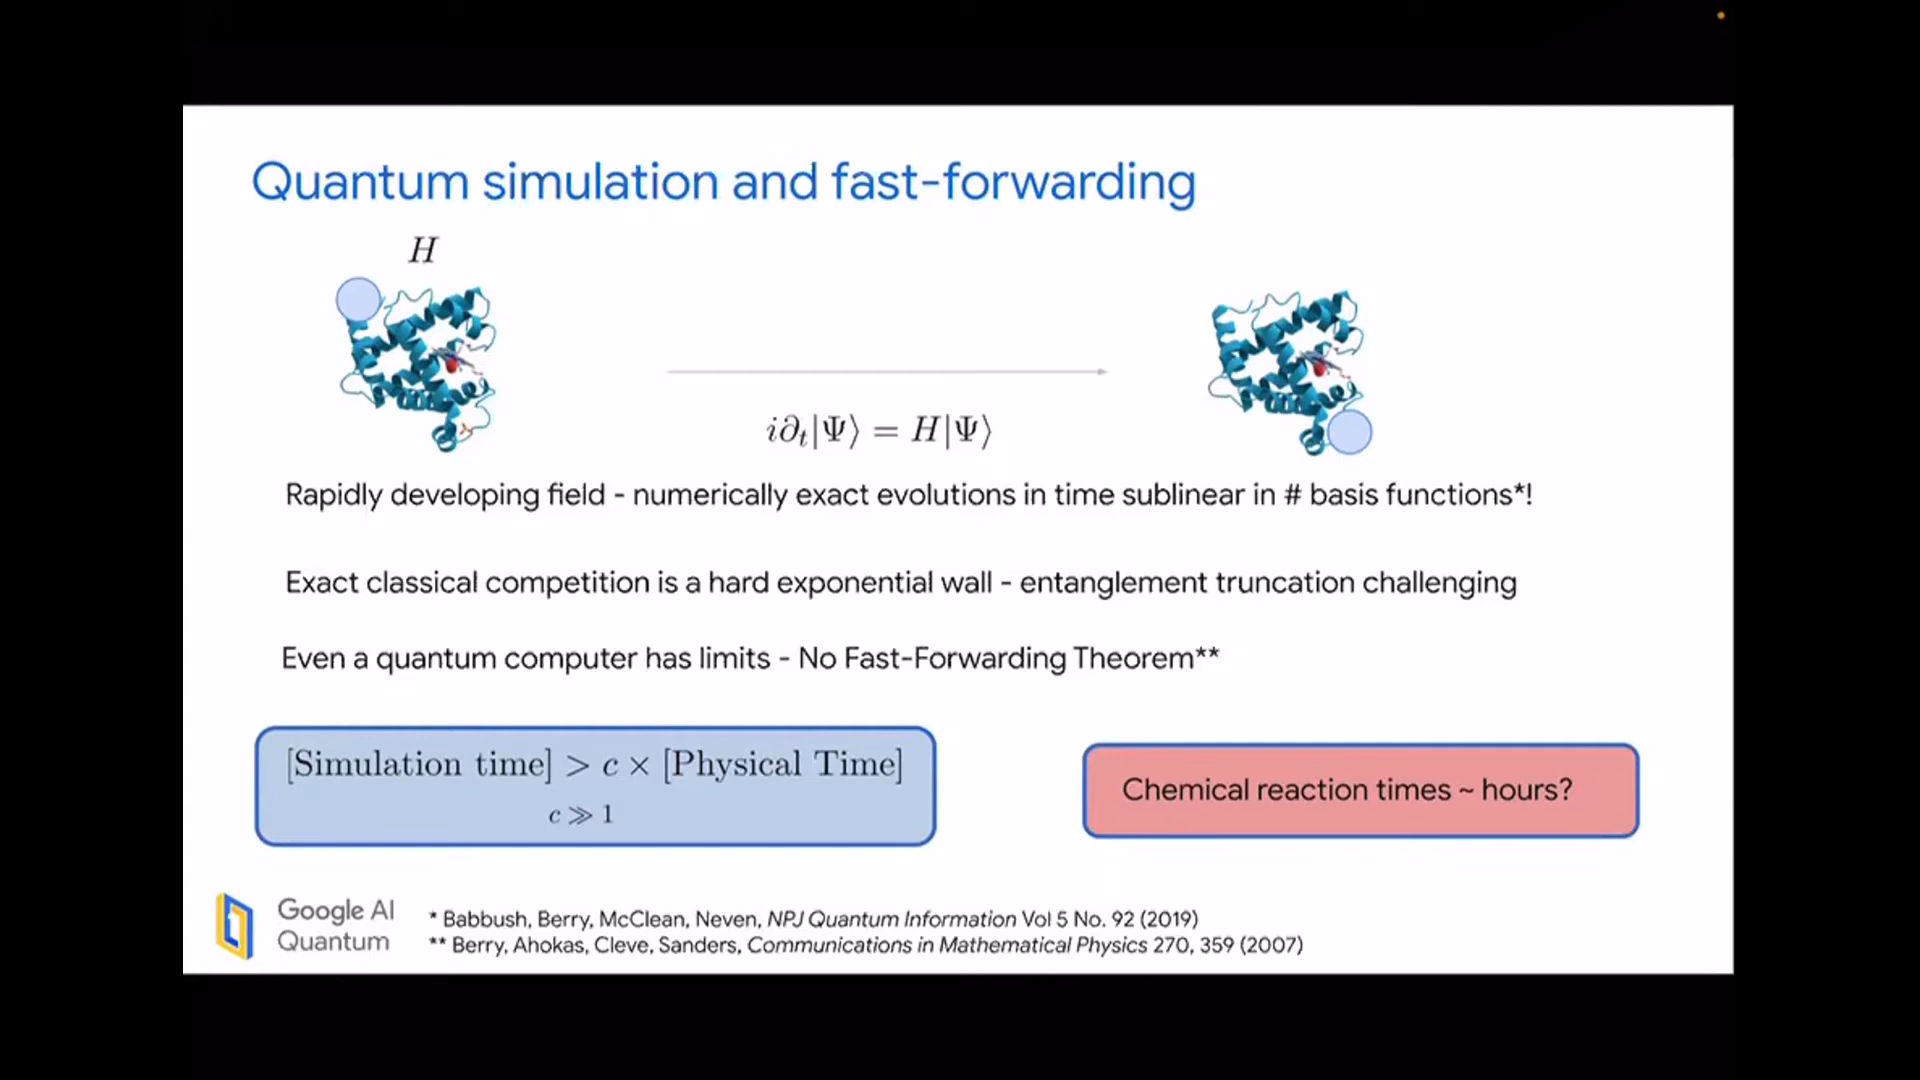 Quantum simulation and fast-forwarding
H
i∂ₜ|Ψ⟩ = H|Ψ⟩
Rapidly developing field - numerically exact evolutions in time sublinear in # basis functions*!
Exact classical competition is a hard exponential wall - entanglement truncation challenging
Even a quantum computer has limits - No Fast-Forwarding Theorem**
[Simulation time] > c × [Physical Time]
c ≫ 1
Chemical reaction times ~ hours?
Google AI
Quantum
* Babbush, Berry, McClean, Neven, NPJ Quantum Information Vol 5 No. 92 (2019)
** Berry, Ahokas, Cleve, Sanders, Communications in Mathematical Physics 270, 359 (2007)